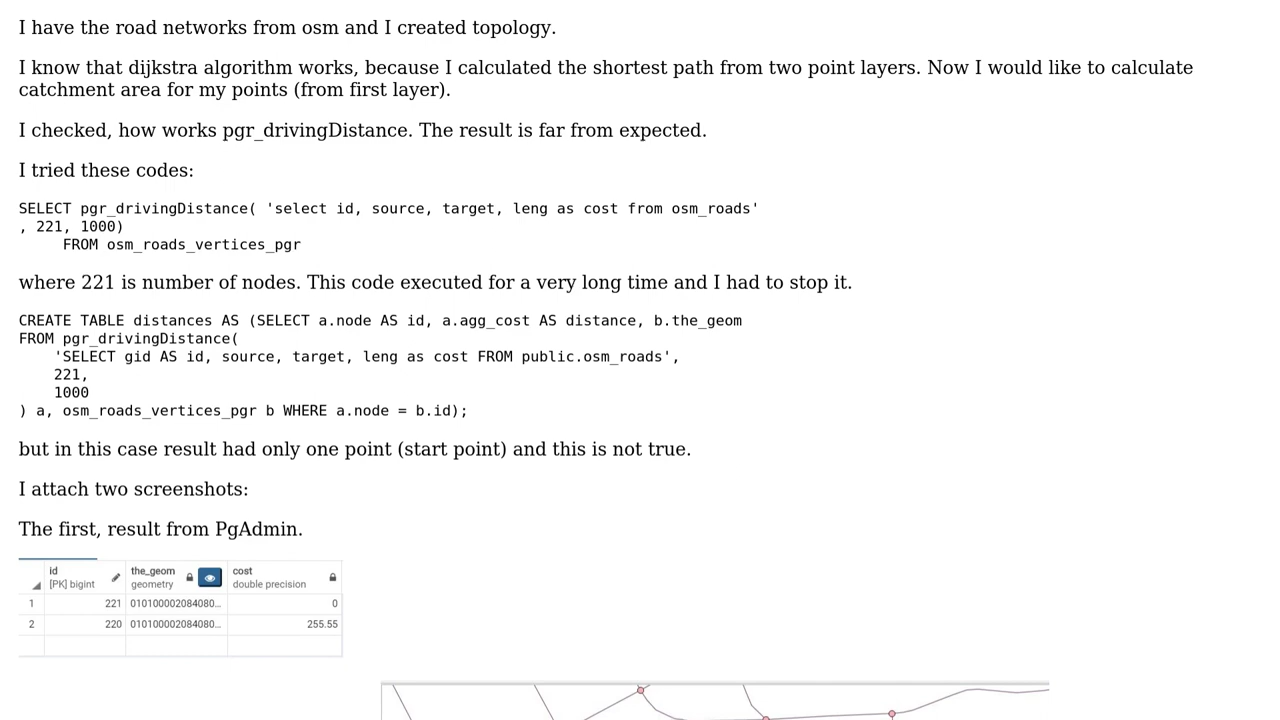 I have the road networks from osm and I created topology.
I know that dijkstra algorithm works, because I calculated the shortest path from two point layers. Now I would like to calculate
catchment area for my points (from first layer).
I checked, how works pgr_drivingDistance. The result is far from expected.
I tried these codes:
SELECT pgr_drivingDistance( 'select id, source, target, leng as cost from osm_roads'
, 221, 1000)
     FROM osm_roads_vertices_pgr
where 221 is number of nodes. This code executed for a very long time and I had to stop it.
CREATE TABLE distances AS (SELECT a.node AS id, a.agg_cost AS distance, b.the_geom
FROM pgr_drivingDistance(
    'SELECT gid AS id, source, target, leng as cost FROM public.osm_roads',
    221,
    1000
) a, osm_roads_vertices_pgr b WHERE a.node = b.id);
but in this case result had only one point (start point) and this is not true.
I attach two screenshots:
The first, result from PgAdmin.
id the_geom cost
[PK] bigint geometry double precision
1 221 010100002084080... 0
2 220 010100002084080... 255.55